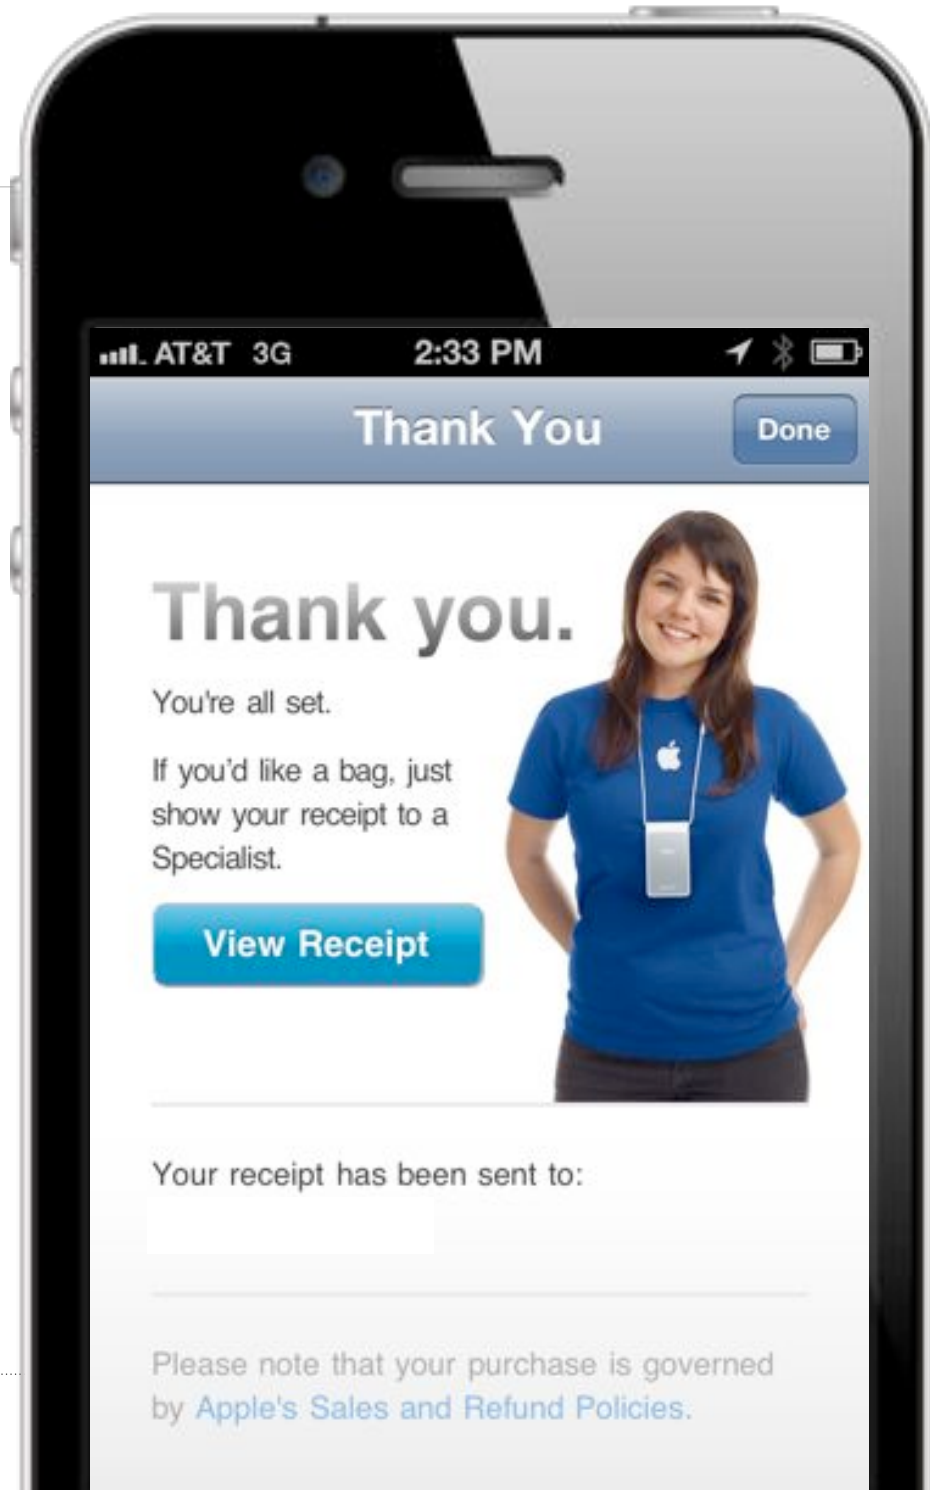 AT&T 3G 2:33 PM
Thank You Done
Thank you.
You're all set.
If you'd like a bag, just
show your receipt to a
Specialist.
View Receipt
Your receipt has been sent to:
Please note that your purchase is governed
by Apple's Sales and Refund Policies.